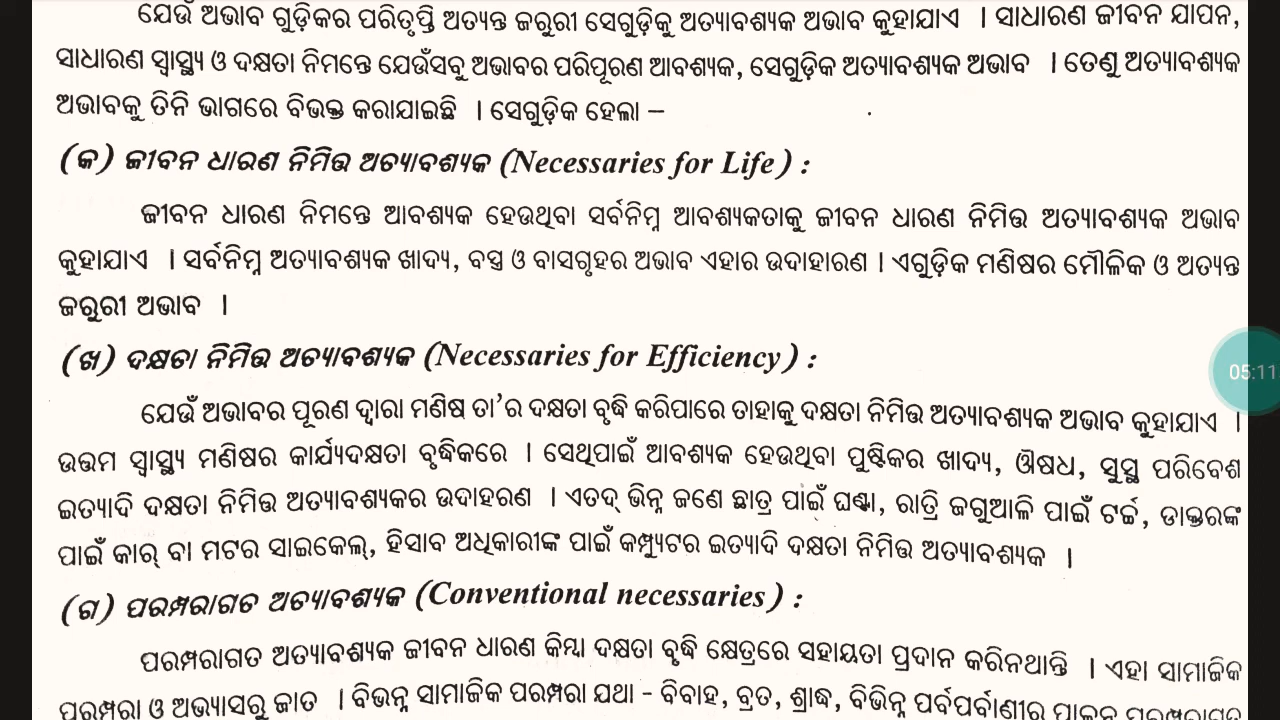 ଯେଉଁ ଅଭାବ ଗୁଡ଼ିକର ପରିତୃପ୍ତି ଅତ୍ୟନ୍ତ ଜରୁରୀ ସେଗୁଡ଼ିକୁ ଅତ୍ୟାବଶ୍ୟକ ଅଭାବ କୁହାଯାଏ । ସାଧାରଣ ଜୀବନ ଯାପନ,
ସାଧାରଣ ସ୍ୱାସ୍ଥ୍ୟ ଓ ଦକ୍ଷତା ନିମନ୍ତେ ଯେଉଁସବୁ ଅଭାବର ପରିପୂରଣ ଆବଶ୍ୟକ, ସେଗୁଡ଼ିକ ଅତ୍ୟାବଶ୍ୟକ ଅଭାବ । ତେଣୁ ଅତ୍ୟାବଶ୍ୟକ
ଅଭାବକୁ ତିନି ଭାଗରେ ବିଭକ୍ତ କରାଯାଇଛି । ସେଗୁଡ଼ିକ ହେଲା –
(କ) ଜୀବନ ଧାରଣ ନିମିତ୍ତ ଅତ୍ୟାବଶ୍ୟକ (Necessaries for Life) :
ଜୀବନ ଧାରଣ ନିମନ୍ତେ ଆବଶ୍ୟକ ହେଉଥିବା ସର୍ବନିମ୍ନ ଆବଶ୍ୟକତାକୁ ଜୀବନ ଧାରଣ ନିମିତ୍ତ ଅତ୍ୟାବଶ୍ୟକ ଅଭାବ
କୁହାଯାଏ । ସର୍ବନିମ୍ନ ଅତ୍ୟାବଶ୍ୟକ ଖାଦ୍ୟ, ବସ୍ତ୍ର ଓ ବାସଗୃହର ଅଭାବ ଏହାର ଉଦାହାରଣ । ଏଗୁଡ଼ିକ ମଣିଷର ମୌଳିକ ଓ ଅତ୍ୟନ୍ତ
ଜରୁରୀ ଅଭାବ ।
(ଖ) ଦକ୍ଷତା ନିମିତ୍ତ ଅତ୍ୟାବଶ୍ୟକ (Necessaries for Efficiency) :
ଯେଉଁ ଅଭାବର ପୂରଣ ଦ୍ୱାରା ମଣିଷ ତା'ର ଦକ୍ଷତା ବୃଦ୍ଧି କରିପାରେ ତାହାକୁ ଦକ୍ଷତା ନିମିତ୍ତ ଅତ୍ୟାବଶ୍ୟକ ଅଭାବ କୁହାଯାଏ ।
ଉତ୍ତମ ସ୍ୱାସ୍ଥ୍ୟ ମଣିଷର କାର୍ଯ୍ୟଦକ୍ଷତା ବୃଦ୍ଧିକରେ । ସେଥିପାଇଁ ଆବଶ୍ୟକ ହେଉଥିବା ପୁଷ୍ଟିକର ଖାଦ୍ୟ, ଔଷଧ, ସୁସ୍ଥ ପରିବେଶ
ଇତ୍ୟାଦି ଦକ୍ଷତା ନିମିତ୍ତ ଅତ୍ୟାବଶ୍ୟକର ଉଦାହରଣ । ଏତଦ୍ ଭିନ୍ନ ଜଣେ ଛାତ୍ର ପାଇଁ ଘଣ୍ଟା, ରାତ୍ରି ଜଗୁଆଳି ପାଇଁ ଟର୍ଚ୍ଚ, ଡାକ୍ତରଙ୍କ
ପାଇଁ କାର୍ ବା ମଟର ସାଇକେଲ୍, ହିସାବ ଅଧିକାରୀଙ୍କ ପାଇଁ କମ୍ପ୍ୟୁଟର ଇତ୍ୟାଦି ଦକ୍ଷତା ନିମିତ୍ତ ଅତ୍ୟାବଶ୍ୟକ ।
(ଗ) ପରମ୍ପରାଗତ ଅତ୍ୟାବଶ୍ୟକ (Conventional necessaries) :
ପରମ୍ପରାଗତ ଅତ୍ୟାବଶ୍ୟକ ଜୀବନ ଧାରଣ କିମ୍ବା ଦକ୍ଷତା ବୃଦ୍ଧି କ୍ଷେତ୍ରରେ ସହାୟତା ପ୍ରଦାନ କରିନଥାନ୍ତି । ଏହା ସାମାଜିକ
ପରମ୍ପରା ଓ ଅଭ୍ୟାସରୁ ଜାତ । ବିଭିନ୍ନ ସାମାଜିକ ପରମ୍ପରା ଯଥା - ବିବାହ, ବ୍ରତ, ଶ୍ରାଦ୍ଧ, ବିଭିନ୍ନ ପର୍ବପର୍ବାଣୀର ପାଳନ ପରମ୍ପରାଗତ
05:11